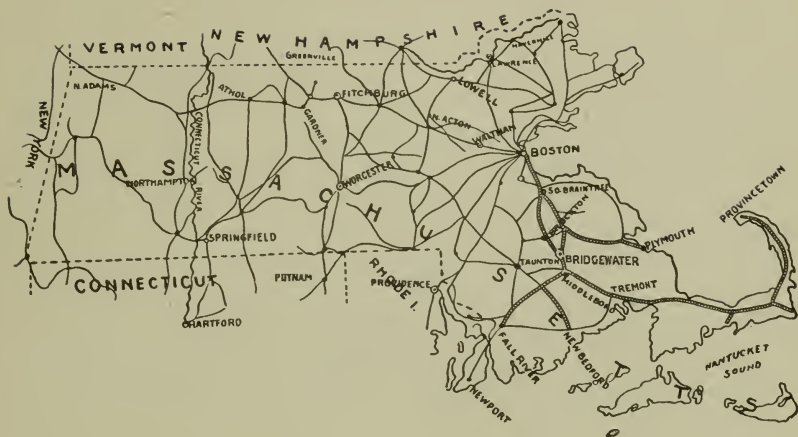 VERMONT
NEW HAMPSHIRE
GREENVILLE
HAVERHILL
LAWRENCE
N. ADAMS
NEW YORK
ATHOL
FITCHBURG
LOWELL
GARDNER
N. ACTON
WALTHAM
BOSTON
CONNECTICUT RIVER
MASSACHUSETTS
NORTHAMPTON
WORCESTER
SO. BRAINTREE
PROVINCETOWN
PLYMOUTH
SPRINGFIELD
TAUNTON
BRIDGEWATER
CONNECTICUT
PUTNAM
RHODE I.
PROVIDENCE
MIDDLEBORO
TREMONT
HARTFORD
FALL RIVER
NEW BEDFORD
NANTUCKET
SOUND
NEWPORT